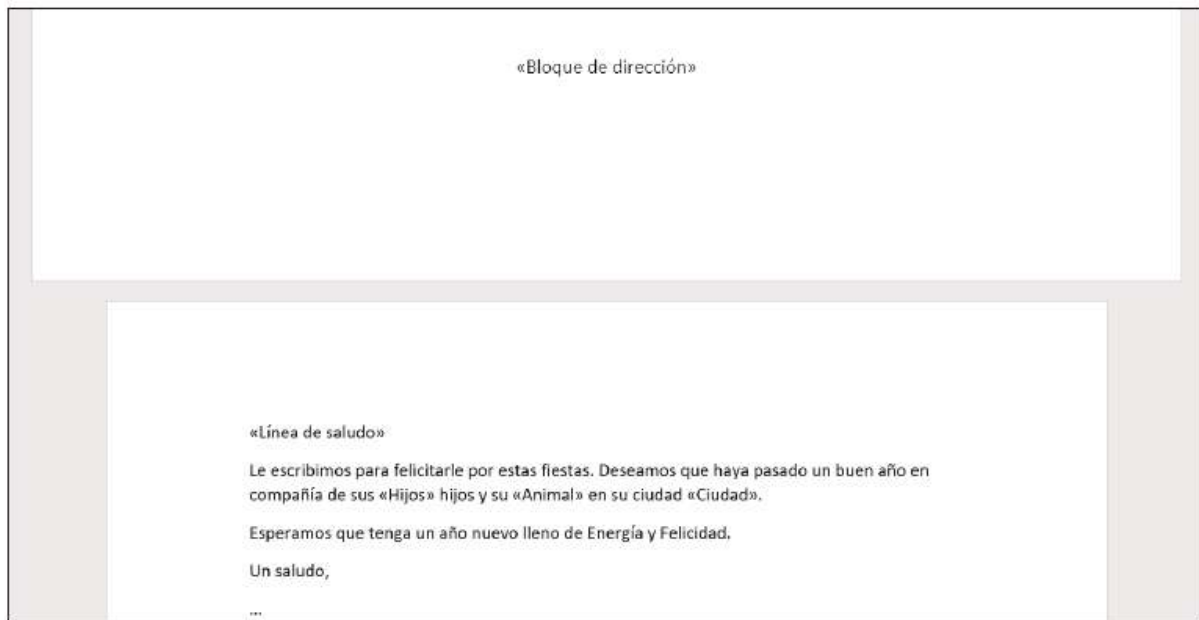 «Bloque de dirección»
«Línea de saludo»
Le escribimos para felicitarle por estas fiestas. Deseamos que haya pasado un buen año en
compañía de sus «Hijos» hijos y su «Animal» en su ciudad «Ciudad».
Esperamos que tenga un año nuevo lleno de Energía y Felicidad.
Un saludo,
...